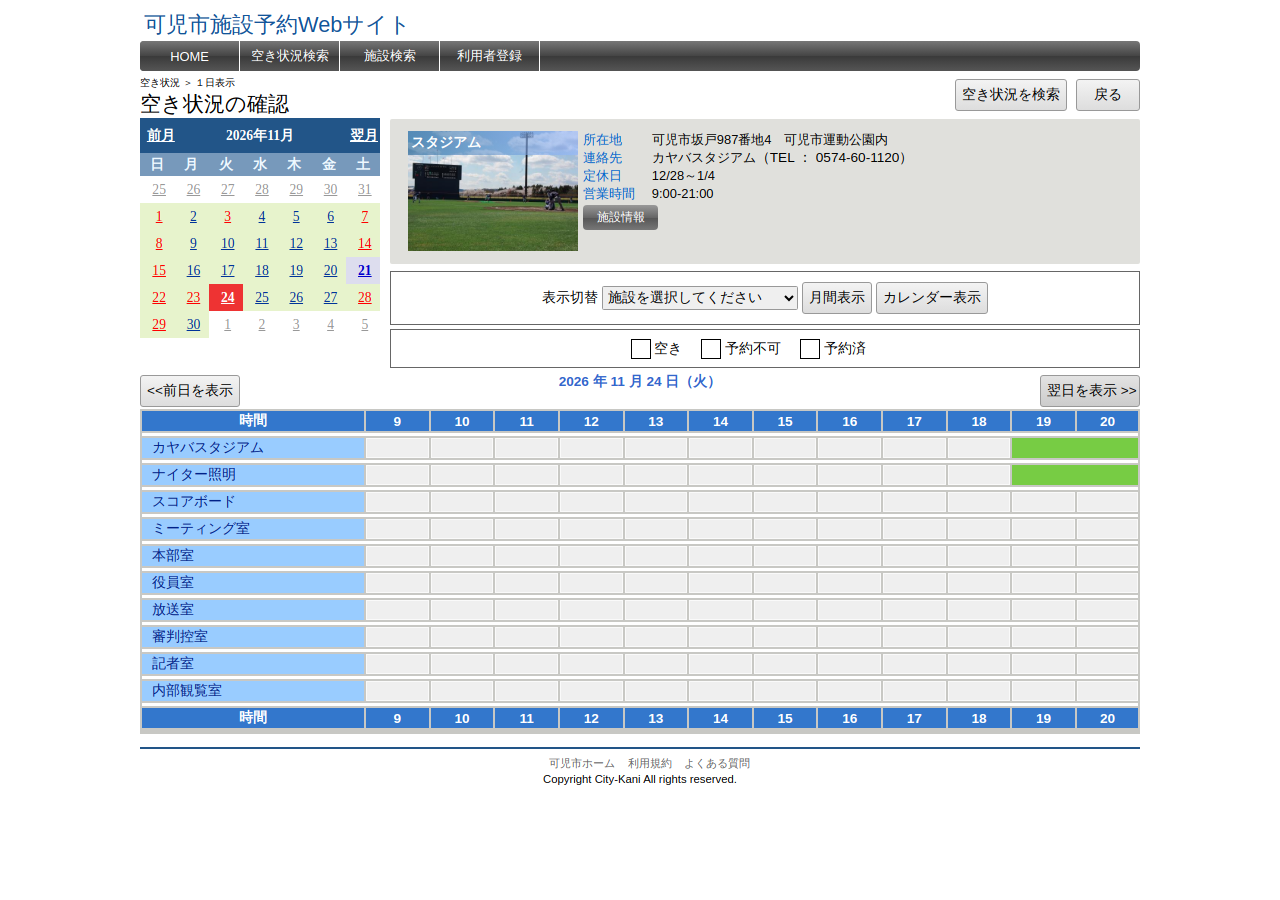 可児市施設予約Webサイト
HOME 空き状況検索 施設検索 利用者登録
空き状況 ＞ １日表示
空き状況の確認
空き状況を検索 戻る
前月 2026年11月 翌月
日 月 火 水 木 金 土
25 26 27 28 29 30 31
1 2 3 4 5 6 7
8 9 10 11 12 13 14
15 16 17 18 19 20 21
22 23 24 25 26 27 28
29 30 1 2 3 4 5
スタジアム
所在地 可児市坂戸987番地4　可児市運動公園内
連絡先 カヤバスタジアム（TEL ： 0574-60-1120）
定休日 12/28～1/4
営業時間 9:00-21:00
施設情報
表示切替 施設を選択してください 月間表示 カレンダー表示
空き 予約不可 予約済
<<前日を表示 2026 年 11 月 24 日（火） 翌日を表示 >>
時間 9 10 11 12 13 14 15 16 17 18 19 20
カヤバスタジアム
ナイター照明
スコアボード
ミーティング室
本部室
役員室
放送室
審判控室
記者室
内部観覧室
時間 9 10 11 12 13 14 15 16 17 18 19 20
可児市ホーム 利用規約 よくある質問
Copyright City-Kani All rights reserved.